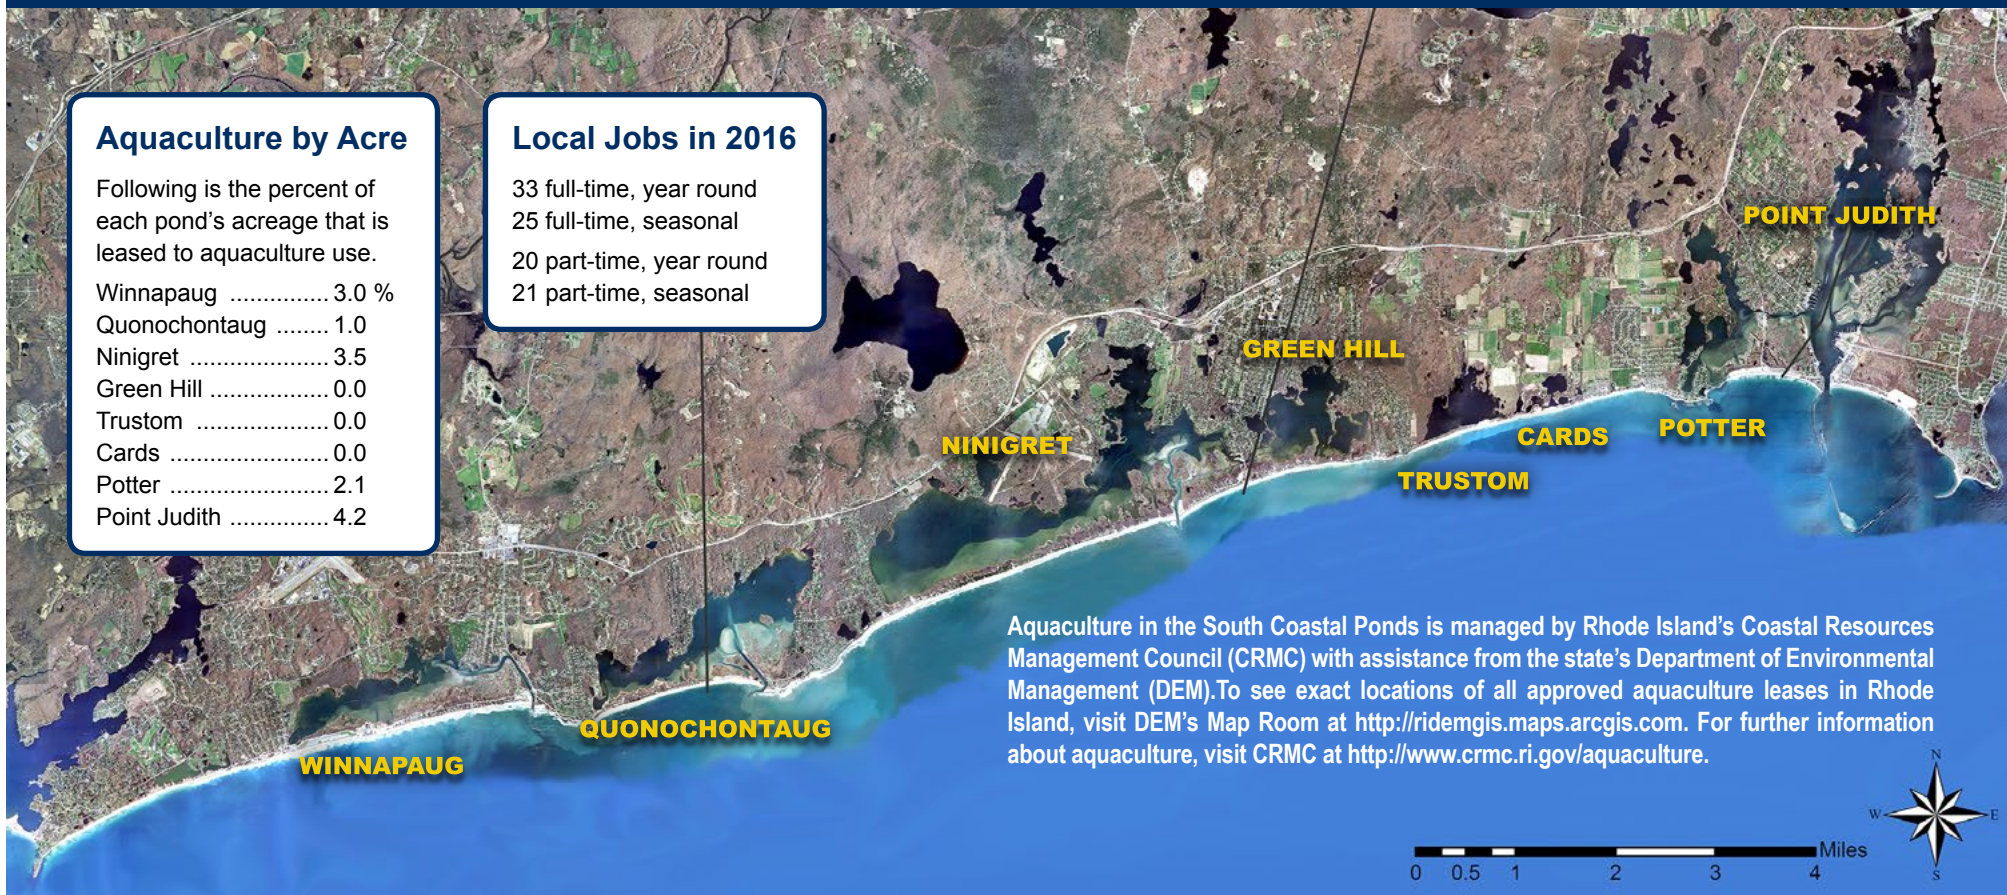 Aquaculture by Acre
Following is the percent of
each pond's acreage that is
leased to aquaculture use.
Winnapaug ............... 3.0 %
Quonochontaug ........ 1.0
Ninigret ..................... 3.5
Green Hill .................. 0.0
Trustom .................... 0.0
Cards ........................ 0.0
Potter ........................ 2.1
Point Judith ............... 4.2
Local Jobs in 2016
33 full-time, year round
25 full-time, seasonal
20 part-time, year round
21 part-time, seasonal
POINT JUDITH
GREEN HILL
NINIGRET
CARDS
POTTER
TRUSTOM
QUONOCHONTAUG
WINNAPAUG
Aquaculture in the South Coastal Ponds is managed by Rhode Island's Coastal Resources
Management Council (CRMC) with assistance from the state's Department of Environmental
Management (DEM).To see exact locations of all approved aquaculture leases in Rhode
Island, visit DEM's Map Room at http://ridemgis.maps.arcgis.com. For further information
about aquaculture, visit CRMC at http://www.crmc.ri.gov/aquaculture.
N
W E
S
Miles
0 0.5 1 2 3 4